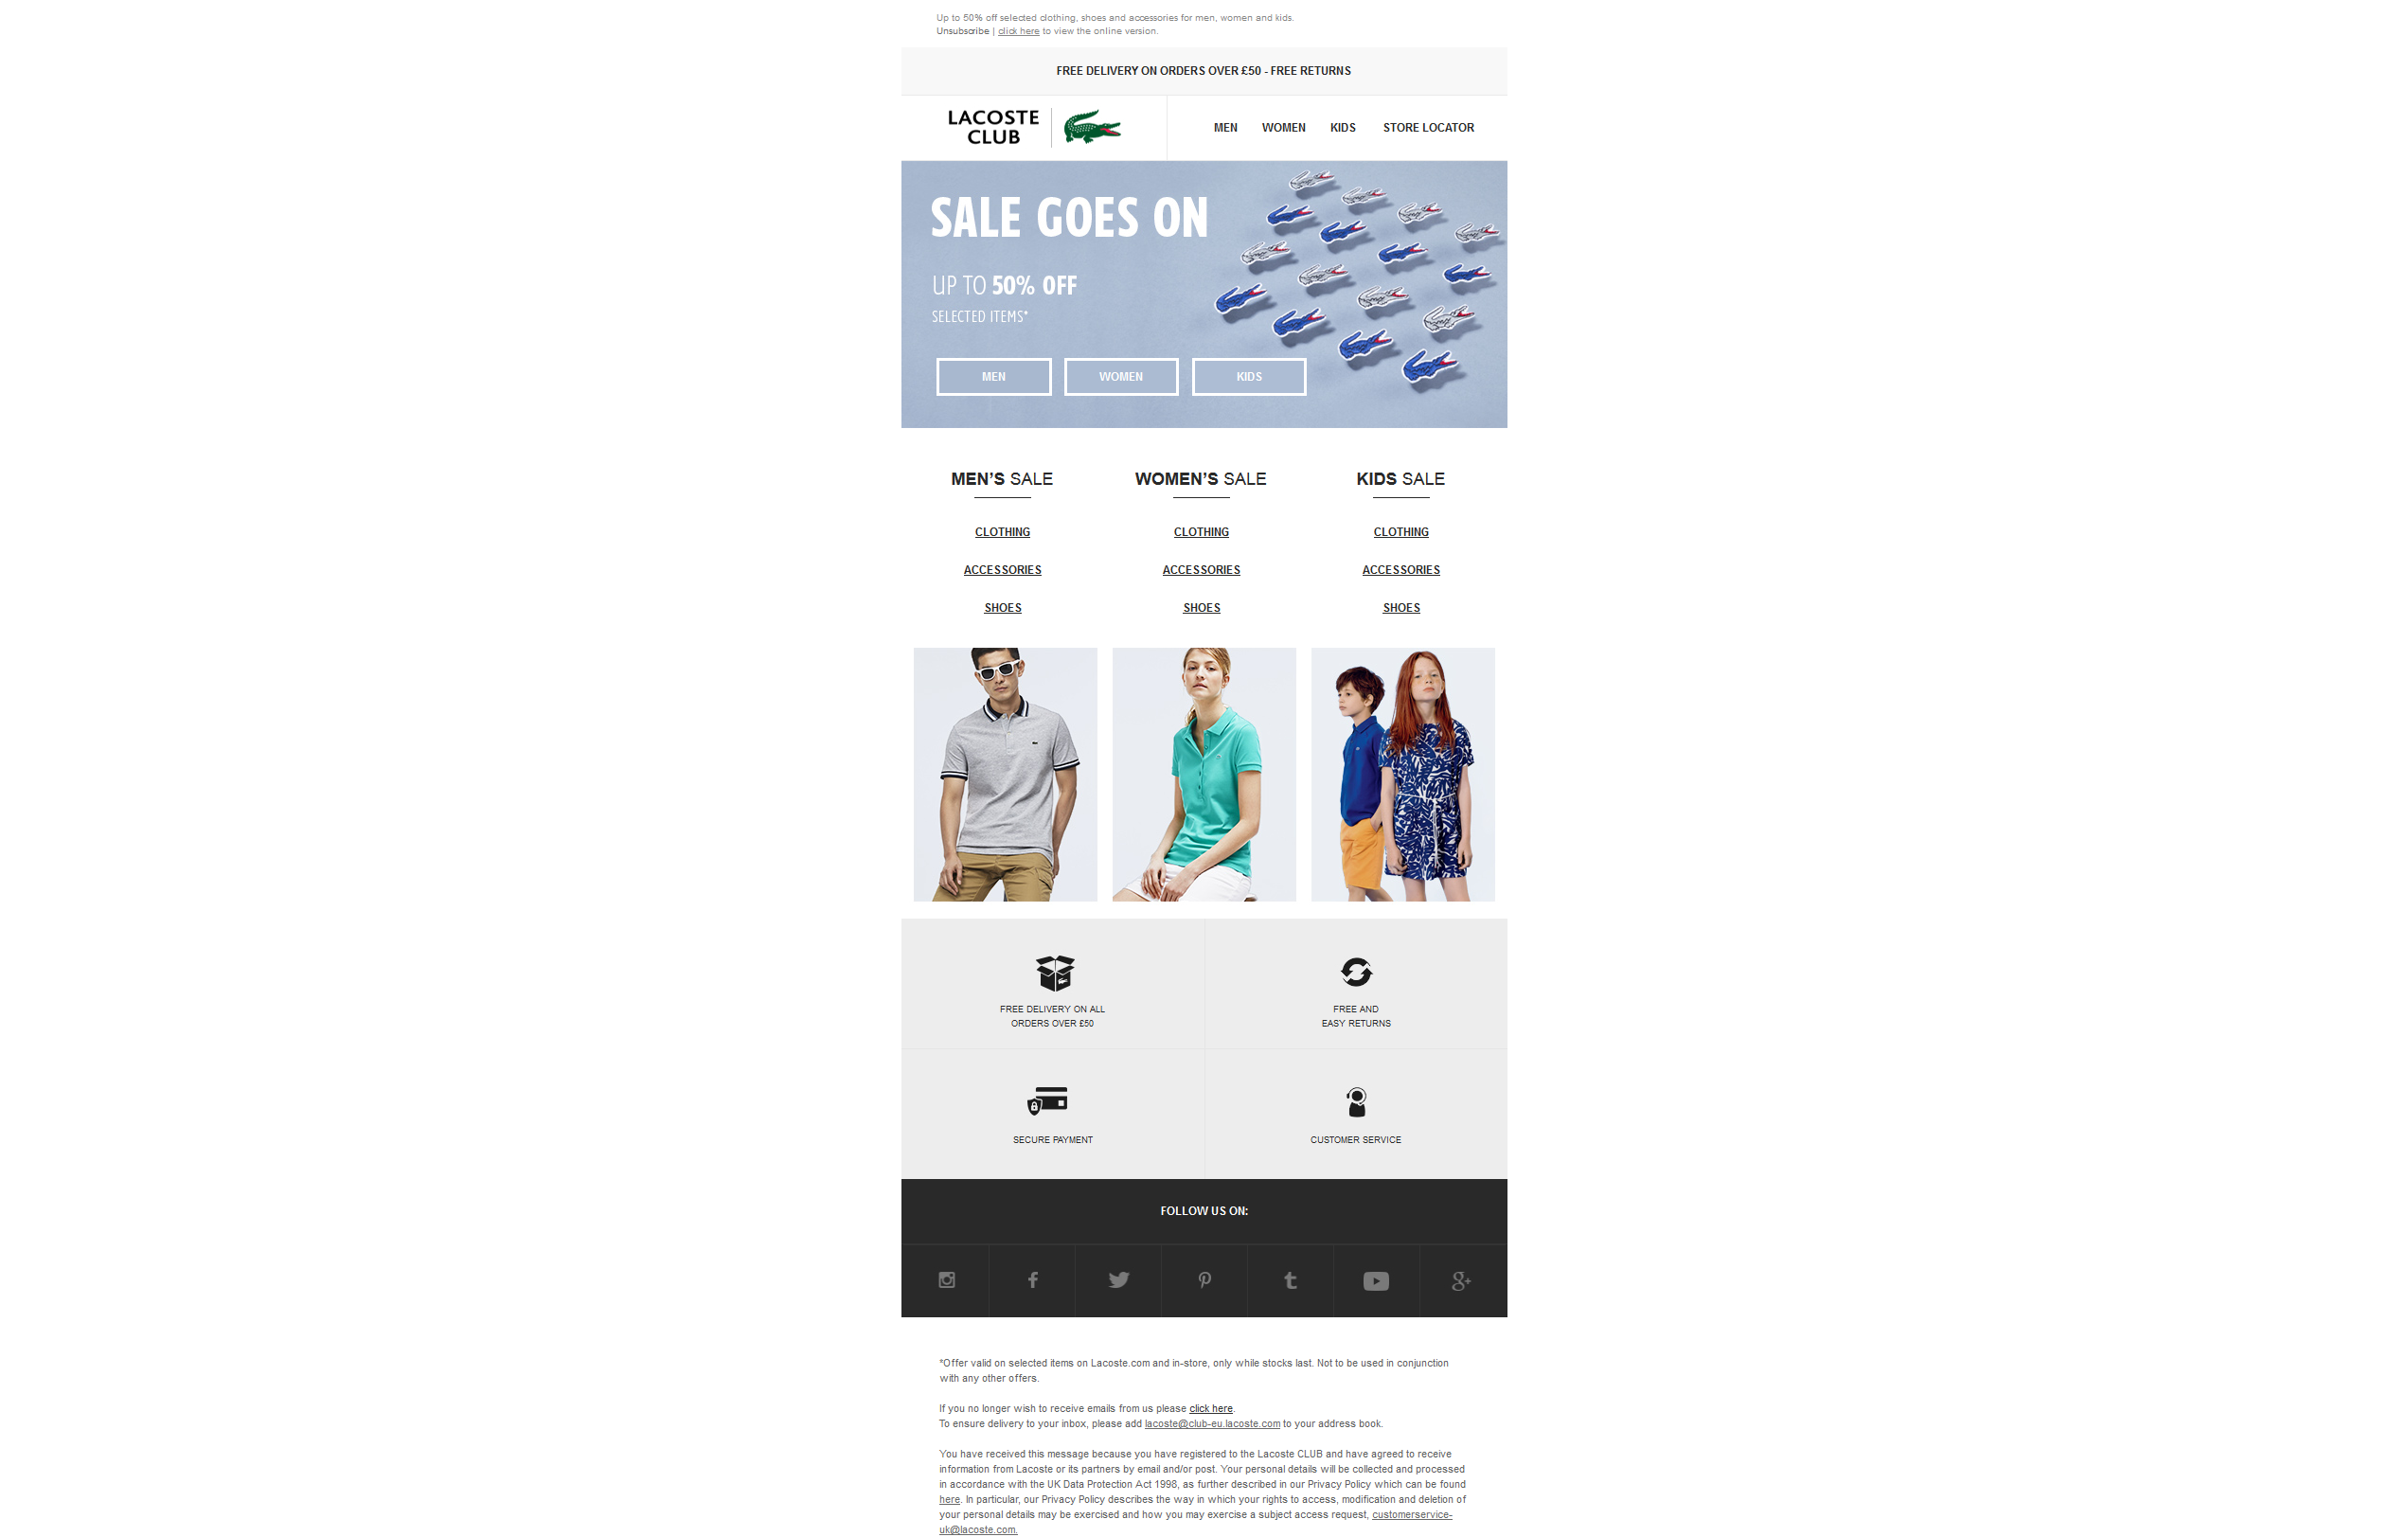 Up to 50% off selected clothing, shoes and accessories for men, women and kids.
Unsubscribe | click here to view the online version.
FREE DELIVERY ON ORDERS OVER £50 - FREE RETURNS
LACOSTE
CLUB
MEN WOMEN KIDS STORE LOCATOR
SALE GOES ON
UP TO 50% OFF
SELECTED ITEMS*
MEN WOMEN KIDS
MEN’S SALE WOMEN’S SALE KIDS SALE
CLOTHING CLOTHING CLOTHING
ACCESSORIES ACCESSORIES ACCESSORIES
SHOES SHOES SHOES
FREE DELIVERY ON ALL
ORDERS OVER £50
FREE AND
EASY RETURNS
SECURE PAYMENT
CUSTOMER SERVICE
FOLLOW US ON:
*Offer valid on selected items on Lacoste.com and in-store, only while stocks last. Not to be used in conjunction
with any other offers.
If you no longer wish to receive emails from us please click here.
To ensure delivery to your inbox, please add lacoste@club-eu.lacoste.com to your address book.
You have received this message because you have registered to the Lacoste CLUB and have agreed to receive
information from Lacoste or its partners by email and/or post. Your personal details will be collected and processed
in accordance with the UK Data Protection Act 1998, as further described in our Privacy Policy which can be found
here. In particular, our Privacy Policy describes the way in which your rights to access, modification and deletion of
your personal details may be exercised and how you may exercise a subject access request, customerservice-
uk@lacoste.com.